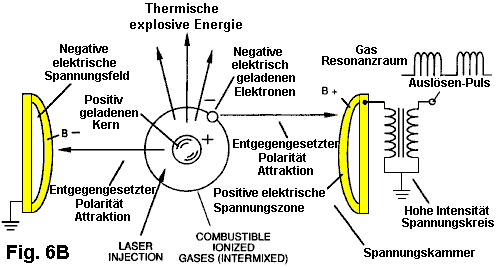 Thermische
explosive Energie
Negative
elektrische
Spannungsfeld
Negative
elektrisch
geladenen
Elektronen
Gas
Resonanzraum
Auslösen-Puls
Positiv
geladenen
Kern
−
+
B +
B −
Entgegengesetzter
Polarität
Attraktion
Entgegengesetzter
Polarität
Attraktion
Positive elektrische
Spannungszone
Hohe Intensität
Spannungskreis
Fig. 6B
LASER
INJECTION
COMBUSTIBLE
IONIZED
GASES (INTERMIXED)
Spannungskammer